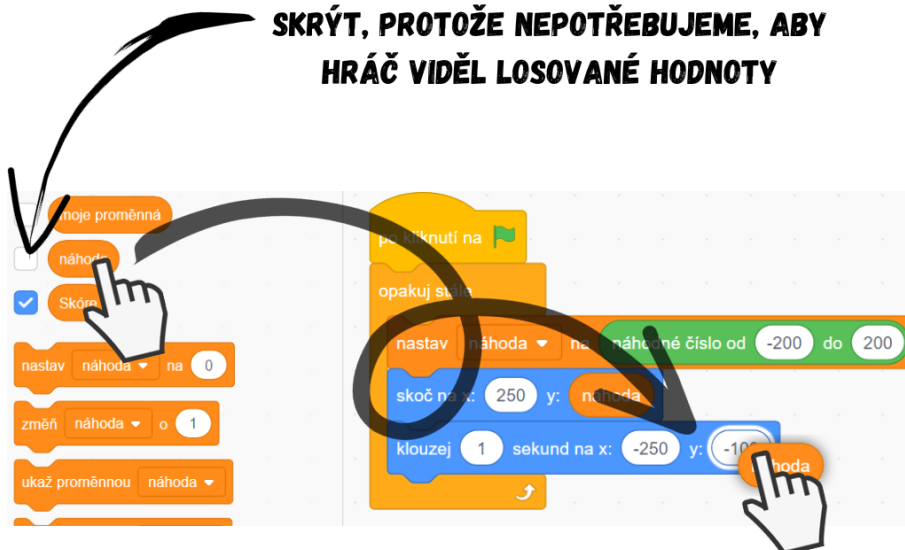 SKRÝT, PROTOŽE NEPOTŘEBUJEME, ABY
HRÁČ VIDĚL LOSOVANÉ HODNOTY
moje proměnná
náhoda
Skóre
nastav náhoda na 0
změň náhoda o 1
ukaž proměnnou náhoda
po kliknutí na
opakuj stále
nastav náhoda na náhodné číslo od -200 do 200
skoč na x: 250 y: náhoda
klouzej 1 sekund na x: -250 y: -100
náhoda